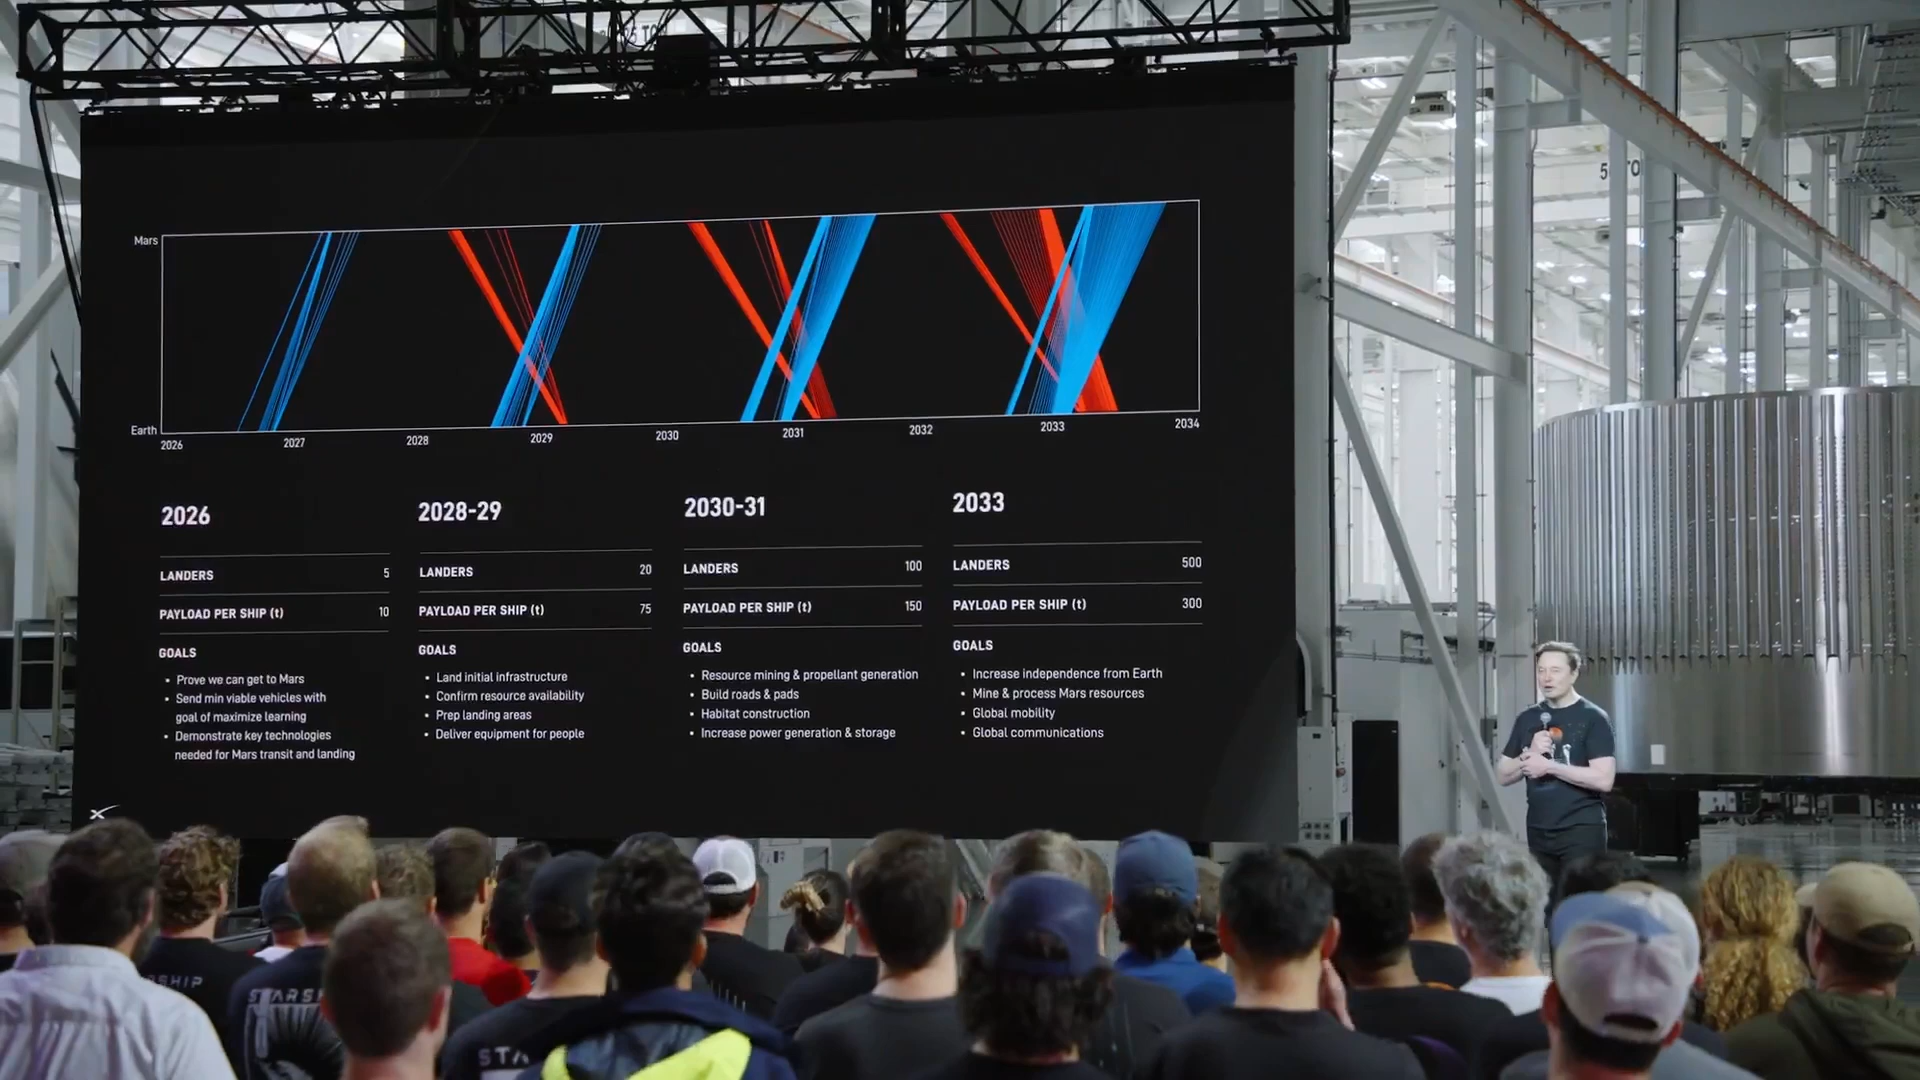 Mars
Earth
2026
2027
2028
2029
2030
2031
2032
2033
2034
2026
LANDERS 5
PAYLOAD PER SHIP (t) 10
GOALS
• Prove we can get to Mars
• Send min viable vehicles with
goal of maximize learning
• Demonstrate key technologies
needed for Mars transit and landing
2028-29
LANDERS 20
PAYLOAD PER SHIP (t) 75
GOALS
• Land initial infrastructure
• Confirm resource availability
• Prep landing areas
• Deliver equipment for people
2030-31
LANDERS 100
PAYLOAD PER SHIP (t) 150
GOALS
• Resource mining & propellant generation
• Build roads & pads
• Habitat construction
• Increase power generation & storage
2033
LANDERS 500
PAYLOAD PER SHIP (t) 300
GOALS
• Increase independence from Earth
• Mine & process Mars resources
• Global mobility
• Global communications
X
SHIP
STARS
STA